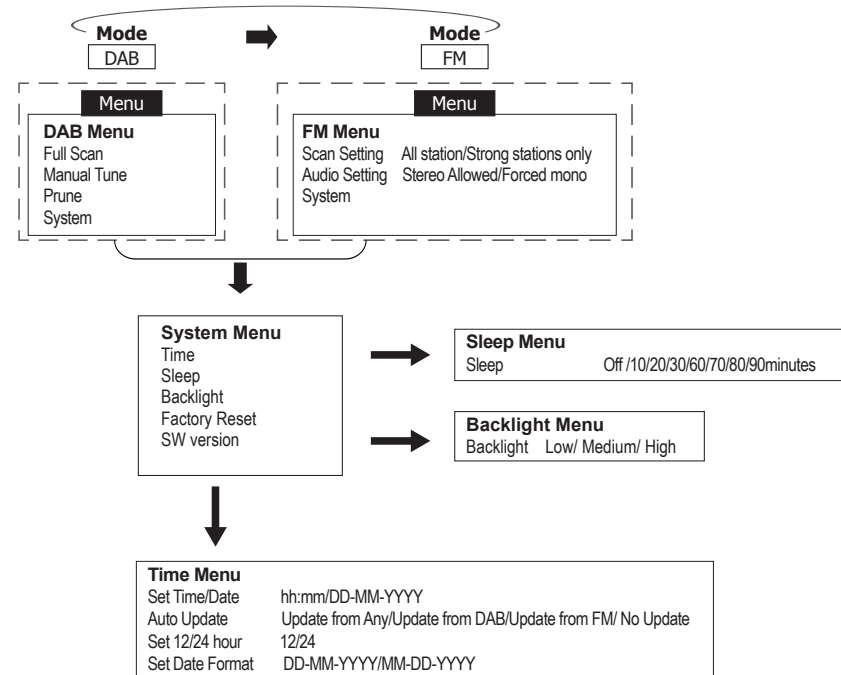 Mode
DAB
Mode
FM
Menu
DAB Menu
Full Scan
Manual Tune
Prune
System
Menu
FM Menu
Scan Setting All station/Strong stations only
Audio Setting Stereo Allowed/Forced mono
System
System Menu
Time
Sleep
Backlight
Factory Reset
SW version
Sleep Menu
Sleep Off /10/20/30/60/70/80/90minutes
Backlight Menu
Backlight Low/ Medium/ High
Time Menu
Set Time/Date hh:mm/DD-MM-YYYY
Auto Update Update from Any/Update from DAB/Update from FM/ No Update
Set 12/24 hour 12/24
Set Date Format DD-MM-YYYY/MM-DD-YYYY